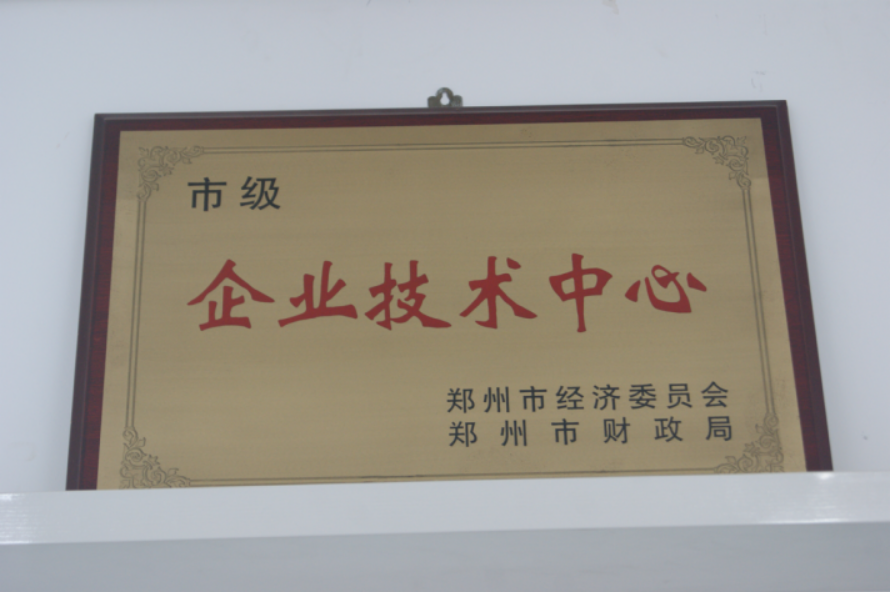 市级
企业技术中心
郑州市经济委员会
郑州市财政局